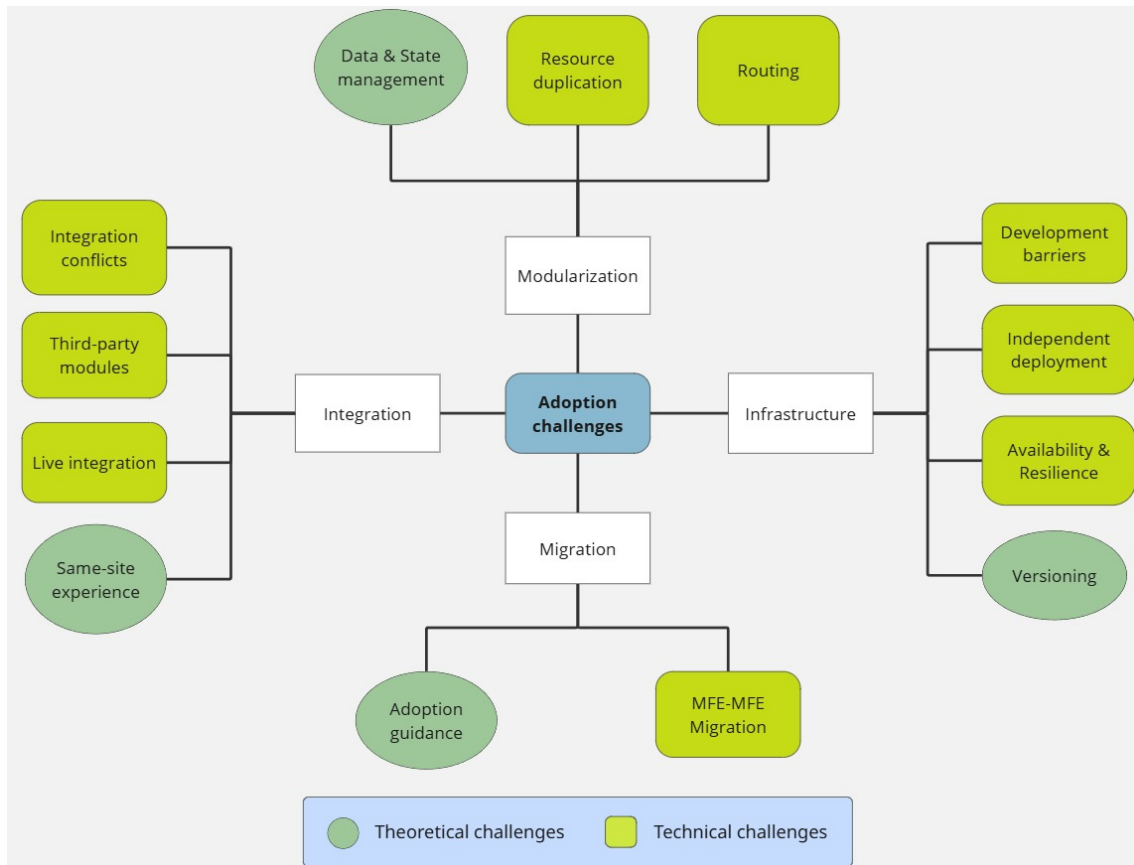 Data & State
management
Resource
duplication
Routing
Integration
conflicts
Modularization
Development
barriers
Third-party
modules
Independent
deployment
Integration
Adoption
challenges
Infrastructure
Live integration
Availability &
Resilience
Same-site
experience
Migration
Versioning
Adoption
guidance
MFE-MFE
Migration
Theoretical challenges
Technical challenges